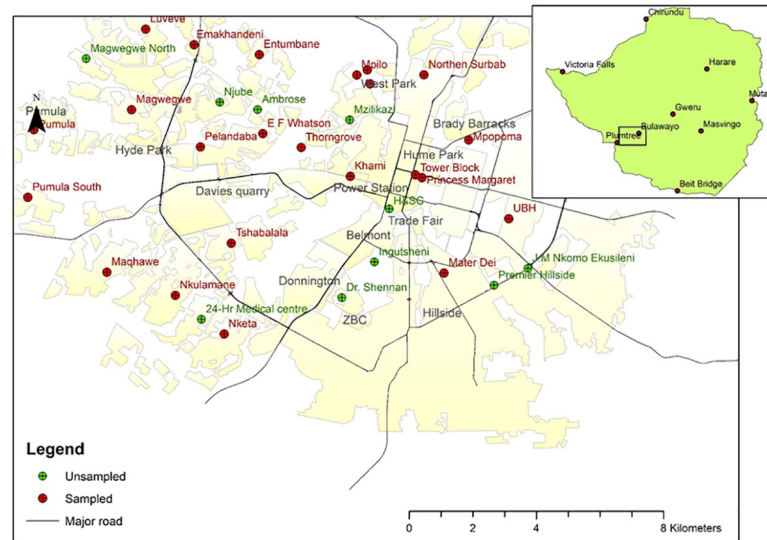 Luveve
Emakhandeni
Magwegwe North
Entumbane
Mpilo
Northen Surbab
West Park
Njube
Ambrose
Magwegwe
Mzilikaz
N
Pumula
Pumula
E F Whatson
Brady Barracks
Mpopoma
Pelandaba
Thorngrove
Hyde Park
Hume Park
Khami
Tower Block
Princess Margaret
Pumula South
Davies quarry
Power Station
H&SC
UBH
Trade Fair
Tshabalala
Belmont
Ingutsheni
Maqhawe
Donnington
Mater Dei
J M Nkomo Ekusileni
Premier Hillside
Nkulamane
Dr. Shennan
24-Hr Medical centre
Nketa
ZBC
Hillside
Chirundu
Victoria Falls
Harare
Muta
Gweru
Plumtree
Bulawayo
Masvingo
Beit Bridge
Legend
Unsampled
Sampled
Major road
0 2 4 8 Kilometers